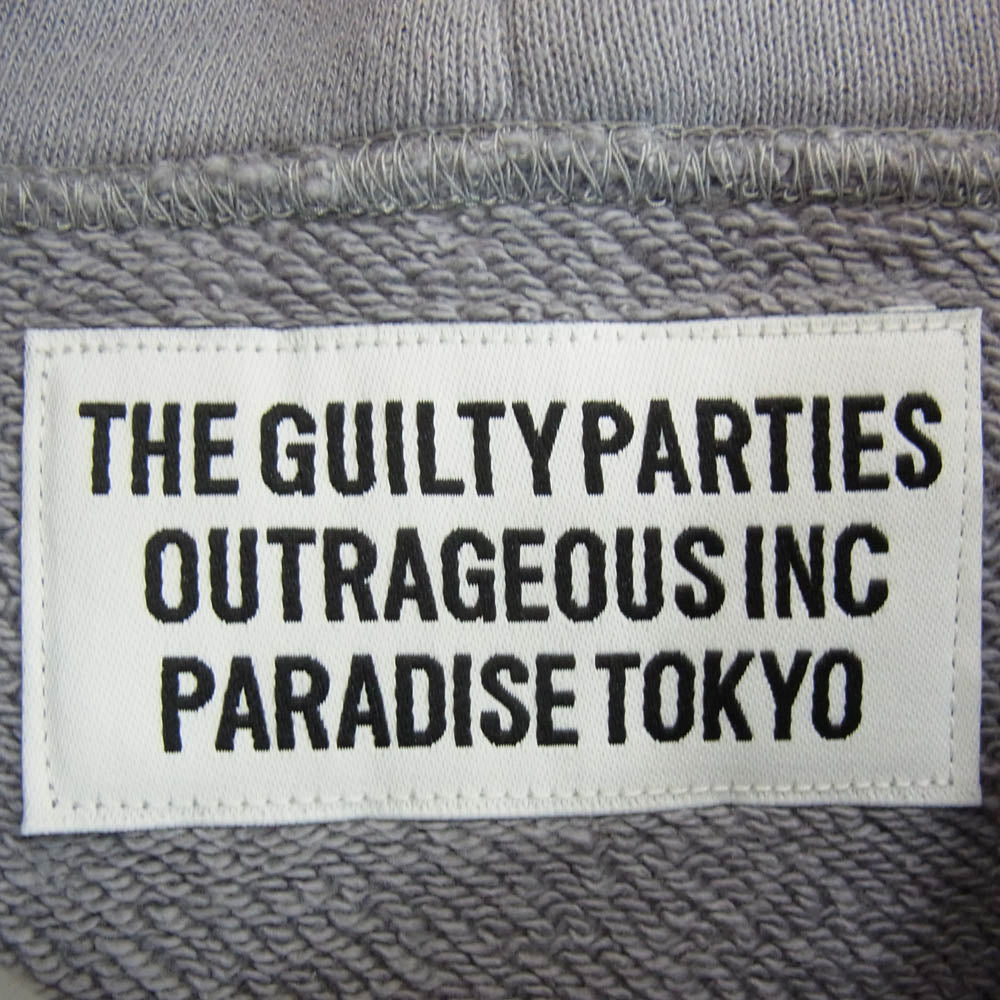 THE GUILTY PARTIES
OUTRAGEOUS INC
PARADISE TOKYO